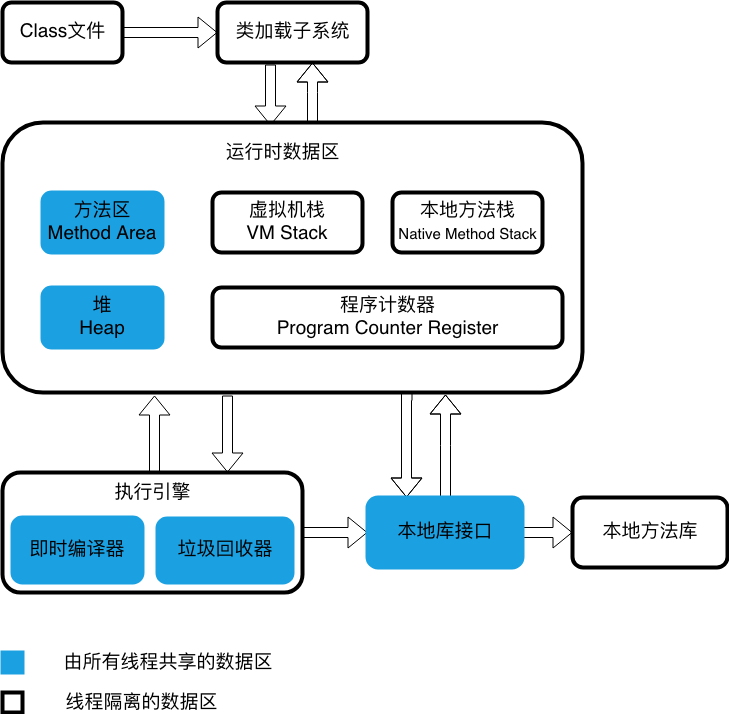 Class文件
类加载子系统
运行时数据区
方法区
Method Area
虚拟机栈
VM Stack
本地方法栈
Native Method Stack
堆
Heap
程序计数器
Program Counter Register
执行引擎
即时编译器
垃圾回收器
本地库接口
本地方法库
由所有线程共享的数据区
线程隔离的数据区